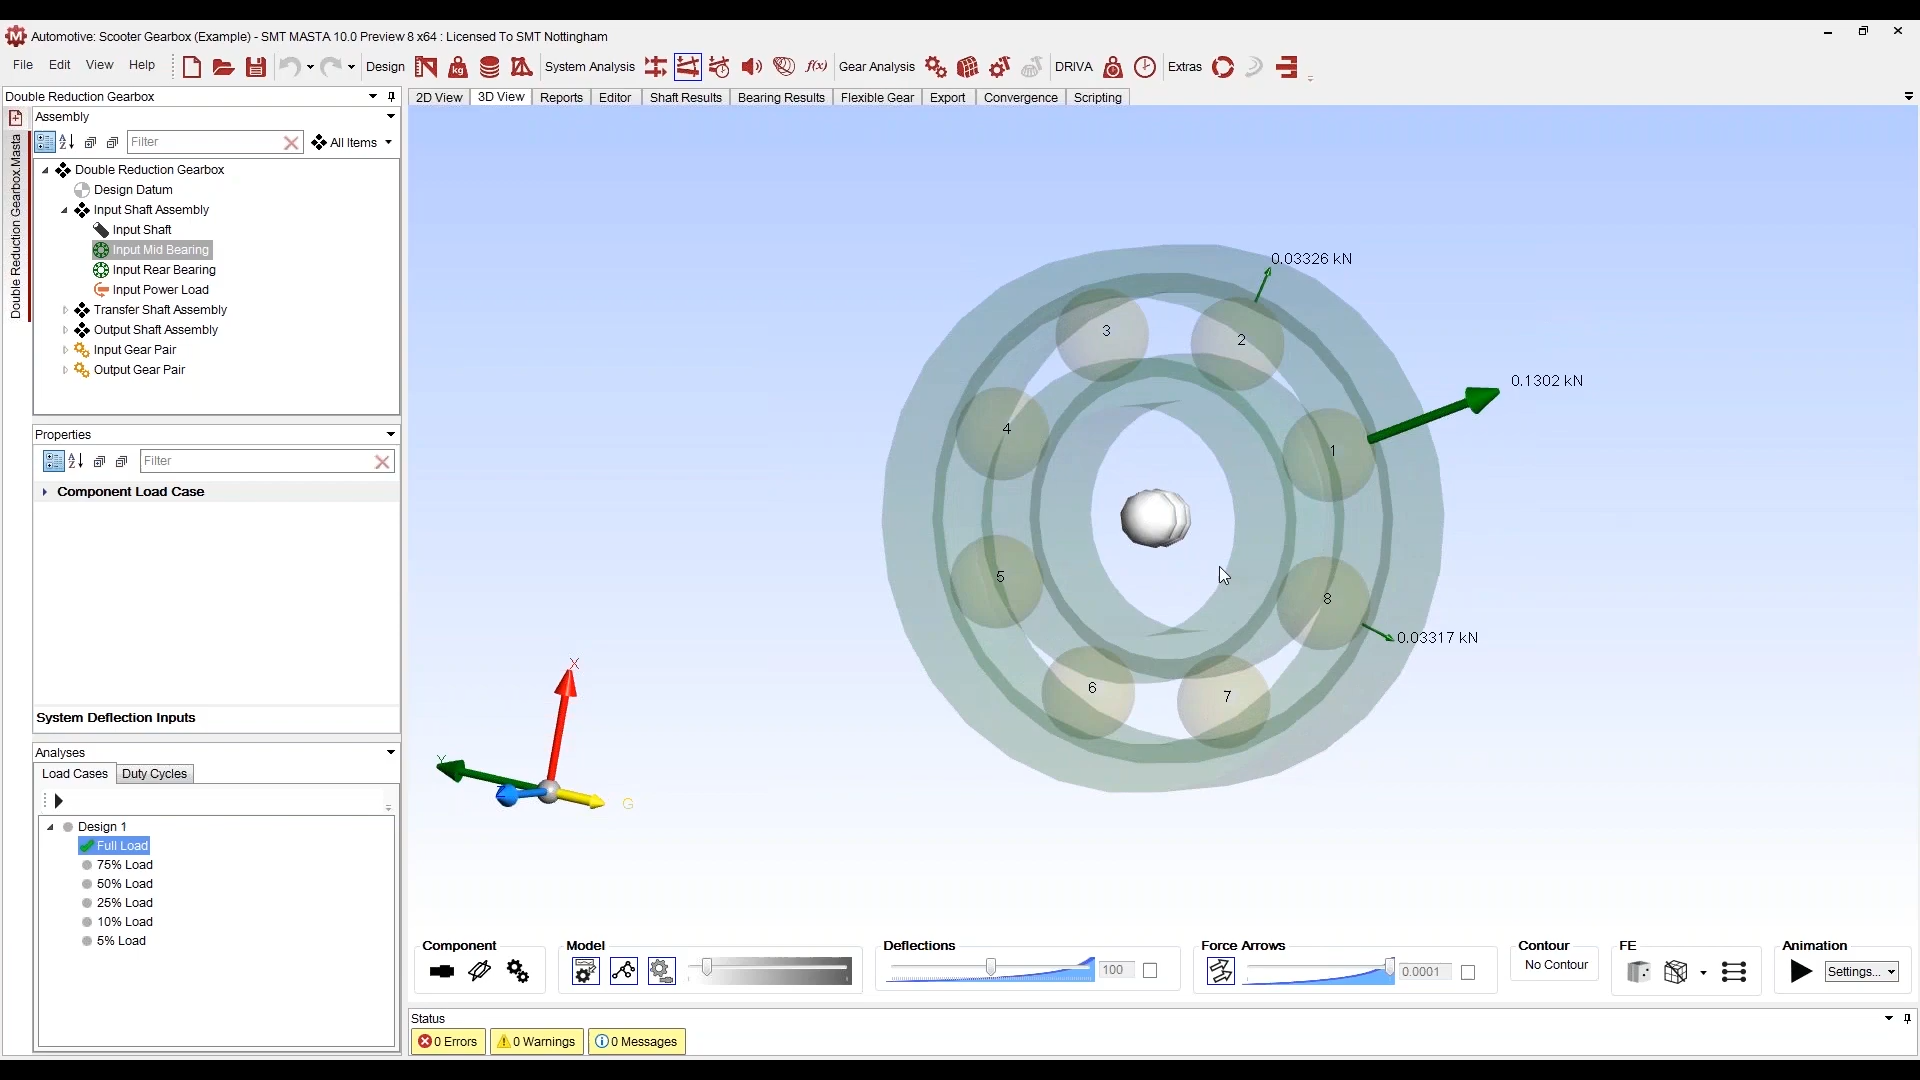 Automotive: Scooter Gearbox (Example) - SMT MASTA 10.0 Preview 8 x64 : Licensed To SMT Nottingham
File Edit View Help Design System Analysis f(x) Gear Analysis DRIVA Extras
Double Reduction Gearbox
2D View 3D View Reports Editor Shaft Results Bearing Results Flexible Gear Export Convergence Scripting
Double Reduction Gearbox.Masta
Assembly
Filter All Items
Double Reduction Gearbox
Design Datum
Input Shaft Assembly
Input Shaft
Input Mid Bearing
Input Rear Bearing
Input Power Load
Transfer Shaft Assembly
Output Shaft Assembly
Input Gear Pair
Output Gear Pair
Properties
Filter
Component Load Case
System Deflection Inputs
Analyses
Load Cases Duty Cycles
Design 1
Full Load
75% Load
50% Load
25% Load
10% Load
5% Load
0.03326 kN
3
2
0.1302 kN
4
1
5
8
0.03317 kN
6
7
X
Y
G
Component Model Deflections Force Arrows Contour FE Animation
100 0.0001 No Contour Settings...
Status
0 Errors 0 Warnings 0 Messages